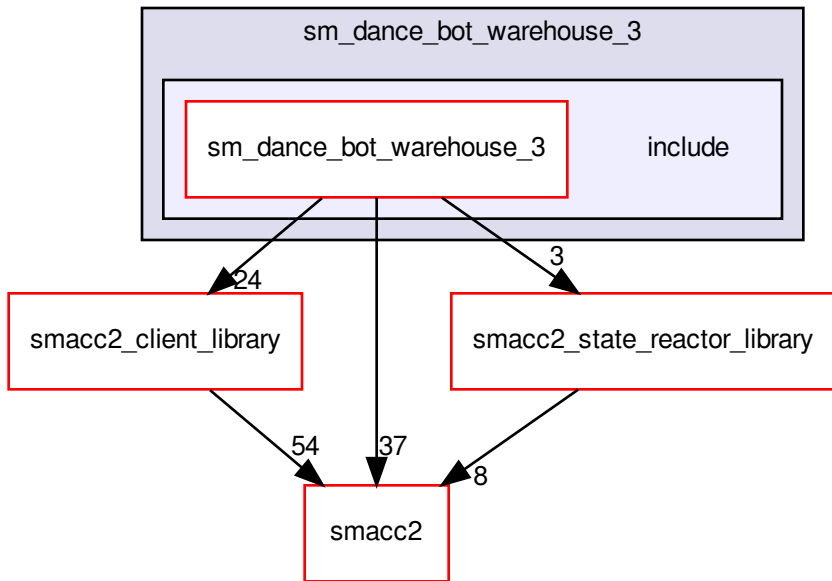 sm_dance_bot_warehouse_3
sm_dance_bot_warehouse_3
include
3
24
smacc2_client_library
smacc2_state_reactor_library
54
37
8
smacc2